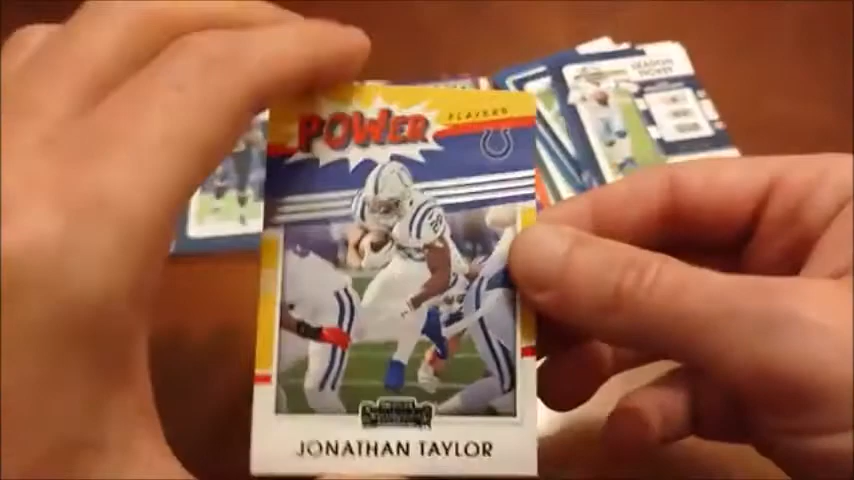 POWER
PLAYERS
SEASON
TICKET
JONATHAN TAYLOR